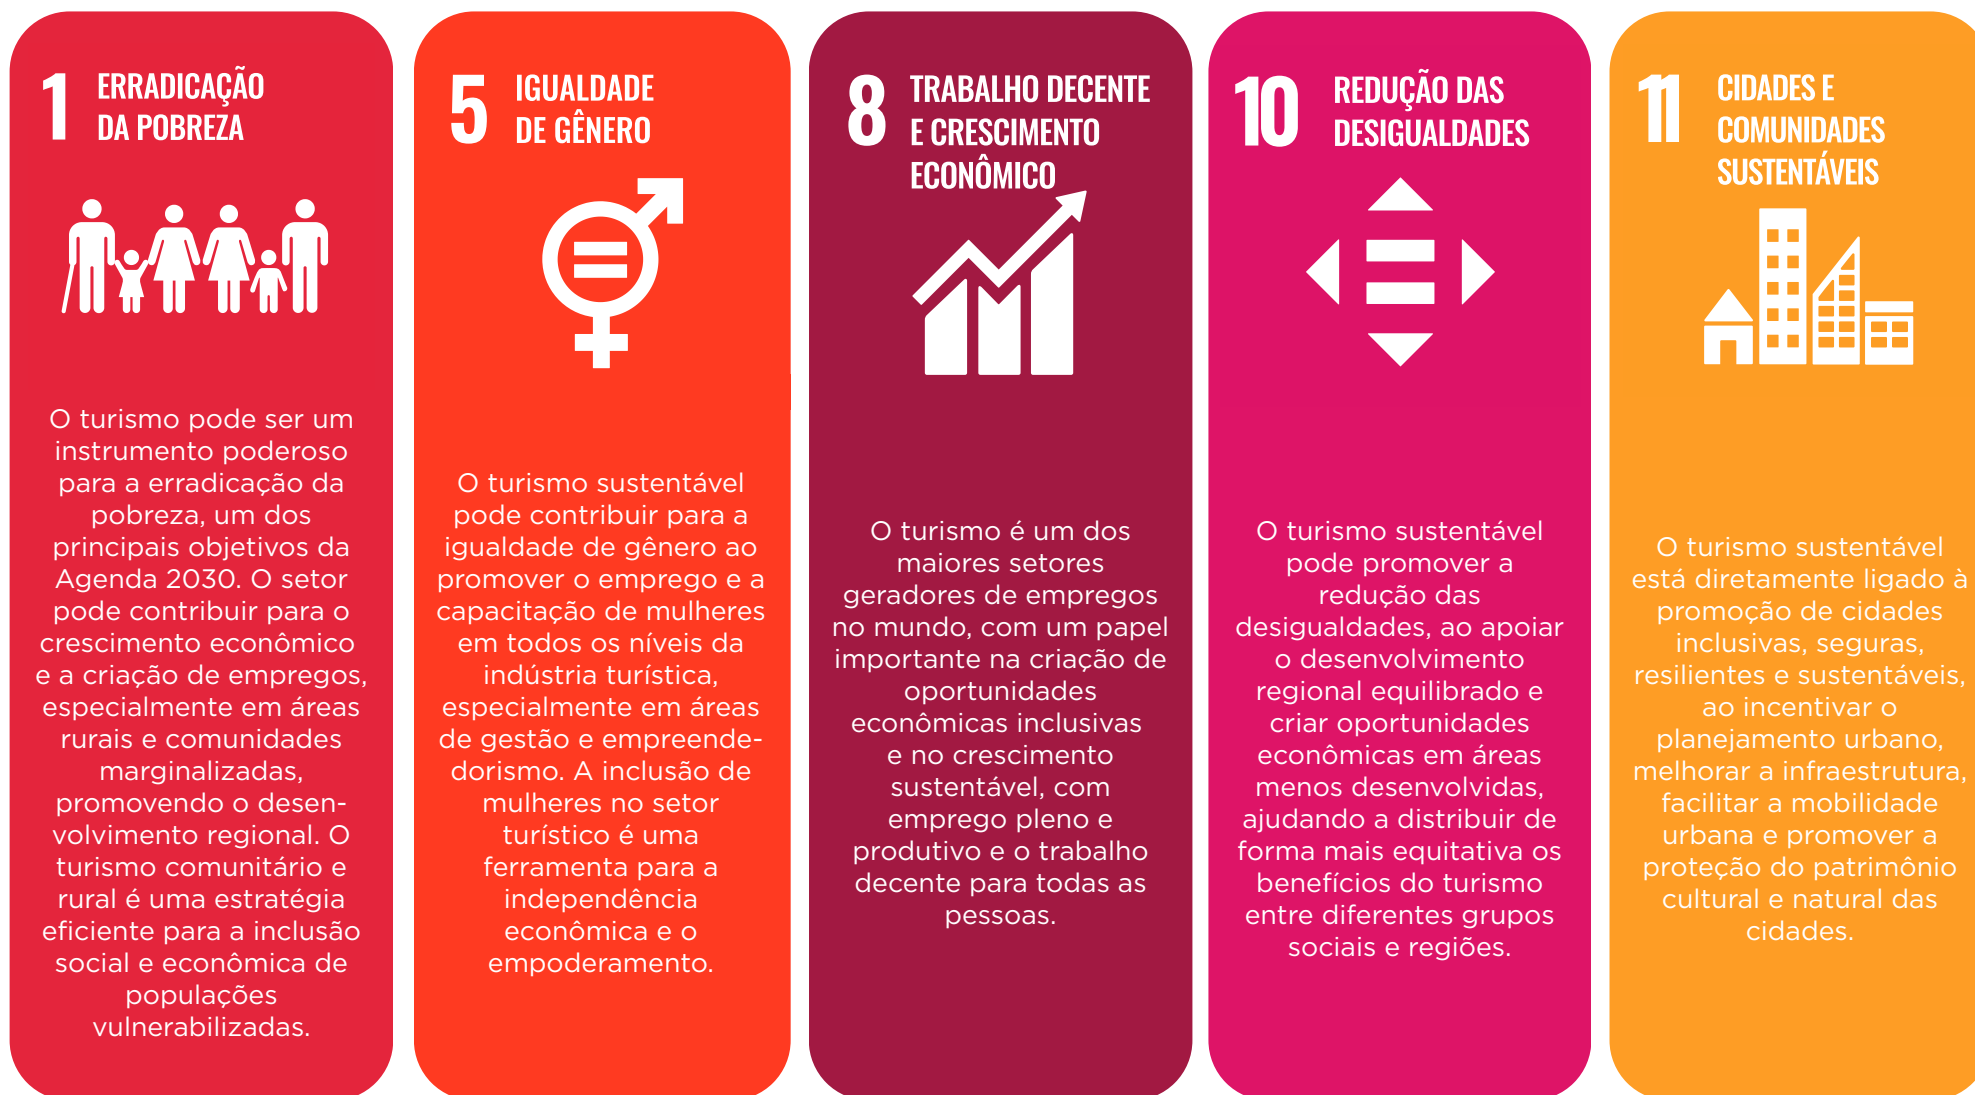 1
ERRADICAÇÃO
DA POBREZA
O turismo pode ser um
instrumento poderoso
para a erradicação da
pobreza, um dos
principais objetivos da
Agenda 2030. O setor
pode contribuir para o
crescimento econômico
e a criação de empregos,
especialmente em áreas
rurais e comunidades
marginalizadas,
promovendo o desen-
volvimento regional. O
turismo comunitário e
rural é uma estratégia
eficiente para a inclusão
social e econômica de
populações
vulnerabilizadas.
5
IGUALDADE
DE GÊNERO
O turismo sustentável
pode contribuir para a
igualdade de gênero ao
promover o emprego e a
capacitação de mulheres
em todos os níveis da
indústria turística,
especialmente em áreas
de gestão e empreende-
dorismo. A inclusão de
mulheres no setor
turístico é uma
ferramenta para a
independência
econômica e o
empoderamento.
8
TRABALHO DECENTE
E CRESCIMENTO
ECONÔMICO
O turismo é um dos
maiores setores
geradores de empregos
no mundo, com um papel
importante na criação de
oportunidades
econômicas inclusivas
e no crescimento
sustentável, com
emprego pleno e
produtivo e o trabalho
decente para todas as
pessoas.
10
REDUÇÃO DAS
DESIGUALDADES
O turismo sustentável
pode promover a
redução das
desigualdades, ao apoiar
o desenvolvimento
regional equilibrado e
criar oportunidades
econômicas em áreas
menos desenvolvidas,
ajudando a distribuir de
forma mais equitativa os
benefícios do turismo
entre diferentes grupos
sociais e regiões.
11
CIDADES E
COMUNIDADES
SUSTENTÁVEIS
O turismo sustentável
está diretamente ligado à
promoção de cidades
inclusivas, seguras,
resilientes e sustentáveis,
ao incentivar o
planejamento urbano,
melhorar a infraestrutura,
facilitar a mobilidade
urbana e promover a
proteção do patrimônio
cultural e natural das
cidades.